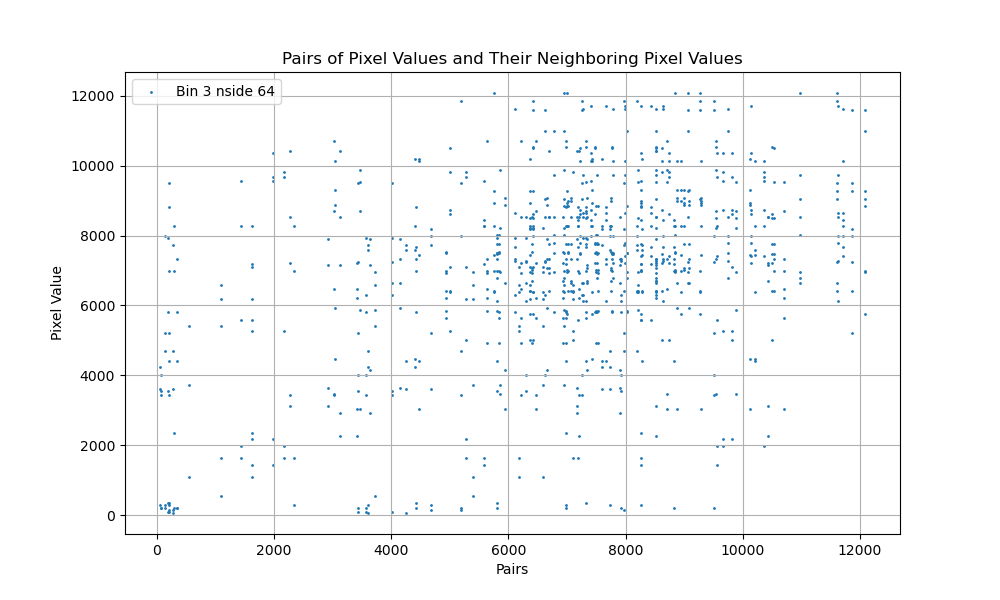 Pairs of Pixel Values and Their Neighboring Pixel Values
Bin 3 nside 64
12000
10000
8000
6000
4000
2000
0
Pixel Value
0 2000 4000 6000 8000 10000 12000
Pairs